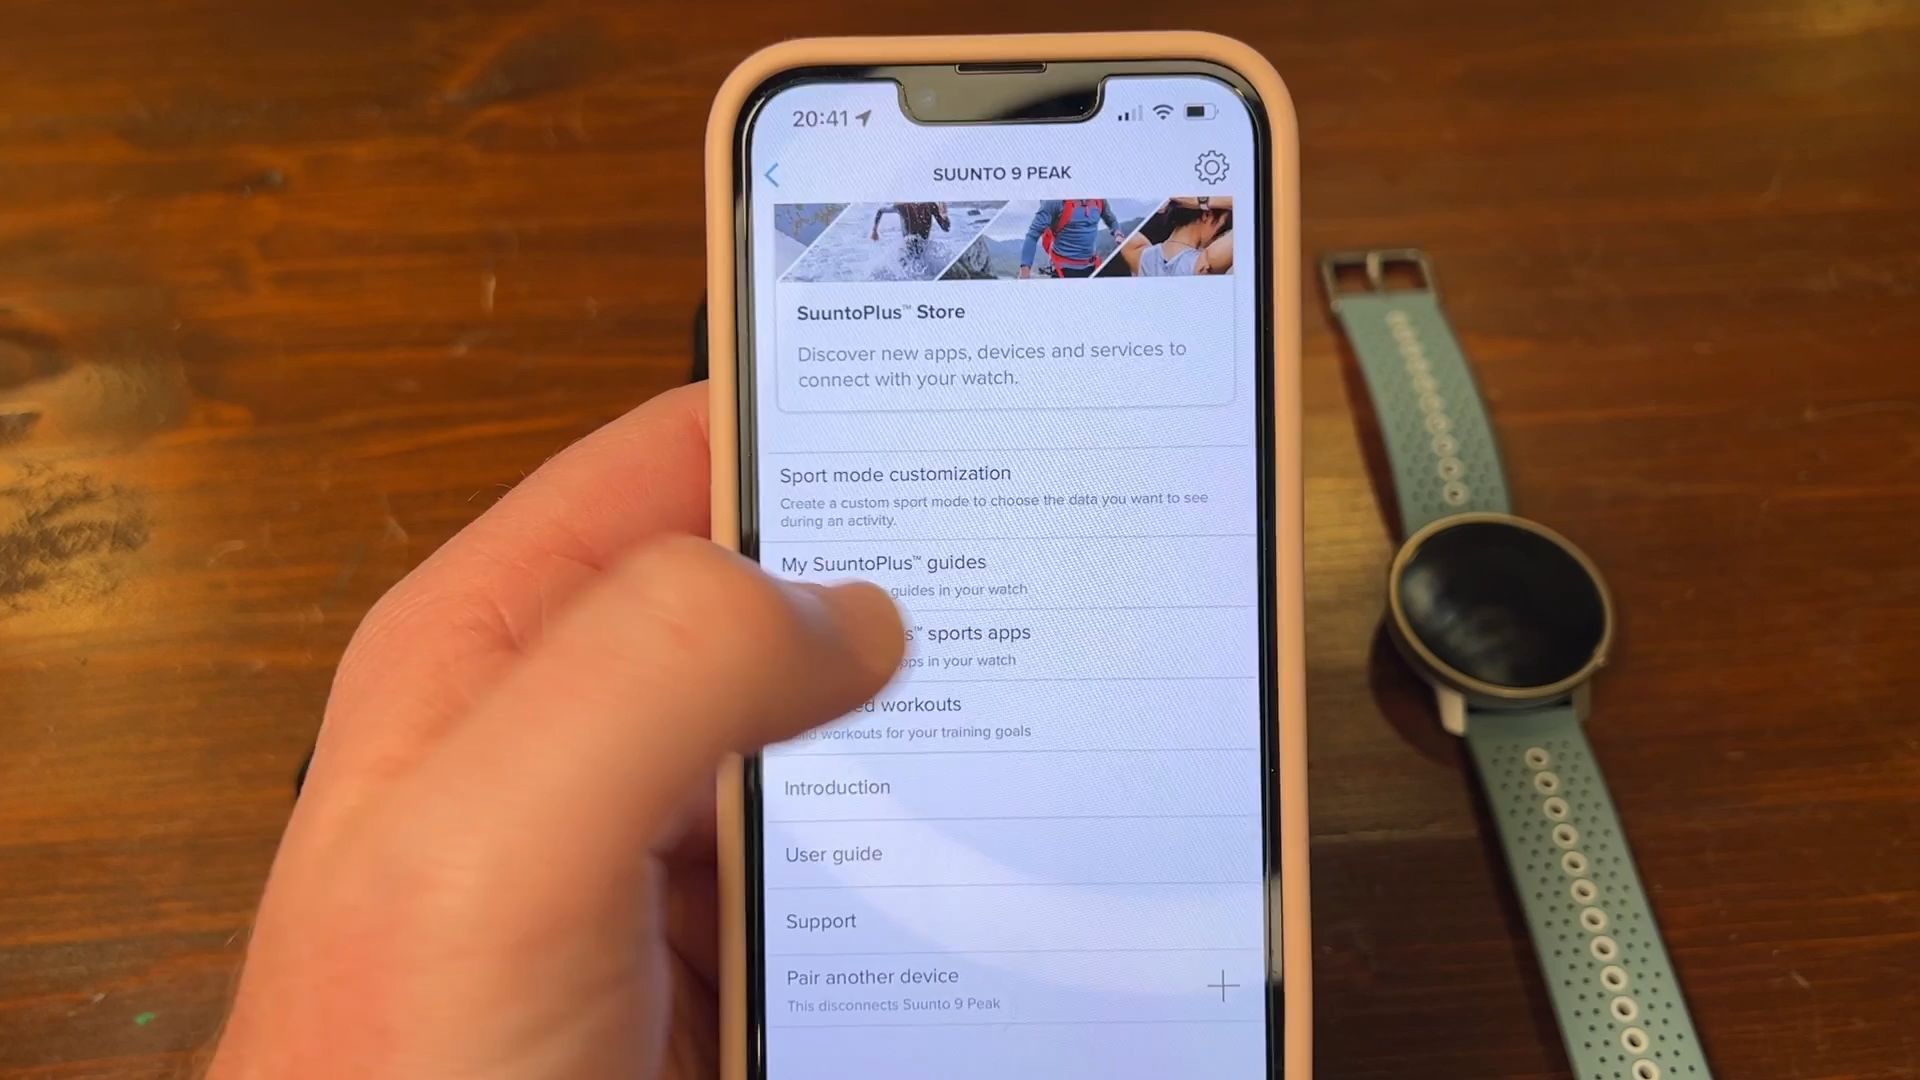 20:41
SUUNTO 9 PEAK
SuuntoPlus™ Store
Discover new apps, devices and services to
connect with your watch.
Sport mode customization
Create a custom sport mode to choose the data you want to see
during an activity.
My SuuntoPlus™ guides
guides in your watch
sports apps
in your watch
workouts
workouts for your training goals
Introduction
User guide
Support
Pair another device
This disconnects Suunto 9 Peak